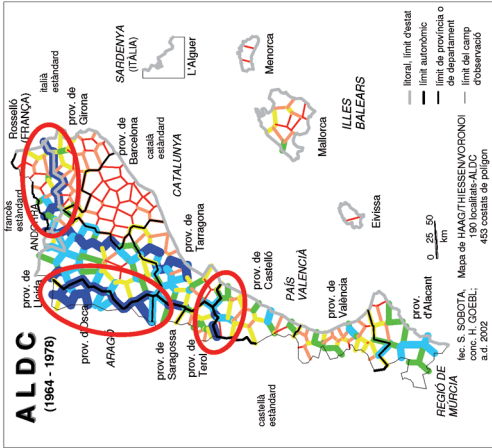 ALDC
(1964 - 1978)
francès
estàndard
Rosselló
(FRANÇA)
italià
estàndard
ANDORRA
prov. de
Girona
prov. de
Lleida
prov. d'Osca
ARAGÓ
prov. de
Barcelona
català
estàndard
CATALUNYA
SARDENYA
(ITÀLIA)
L'Alguer
prov. de
Saragossa
prov. de
Terol
prov. de
Tarragona
Menorca
castellà
estàndard
prov. de
Castelló
PAÍS
VALENCIÀ
prov. de
València
Mallorca
ILLES
BALEARS
Eivissa
prov.
d'Alacant
REGIÓ DE
MÚRCIA
0 25 50
km
litoral, límit d'estat
límit autonòmic
límit de província o
de departament
límit del camp
d'observació
fec. S. SOBOTA,
conc. H. GOEBL;
a.d. 2002
Mapa de HAAG/THIESSEN/VORONOI
190 localitats-ALDC
453 costats de polígon